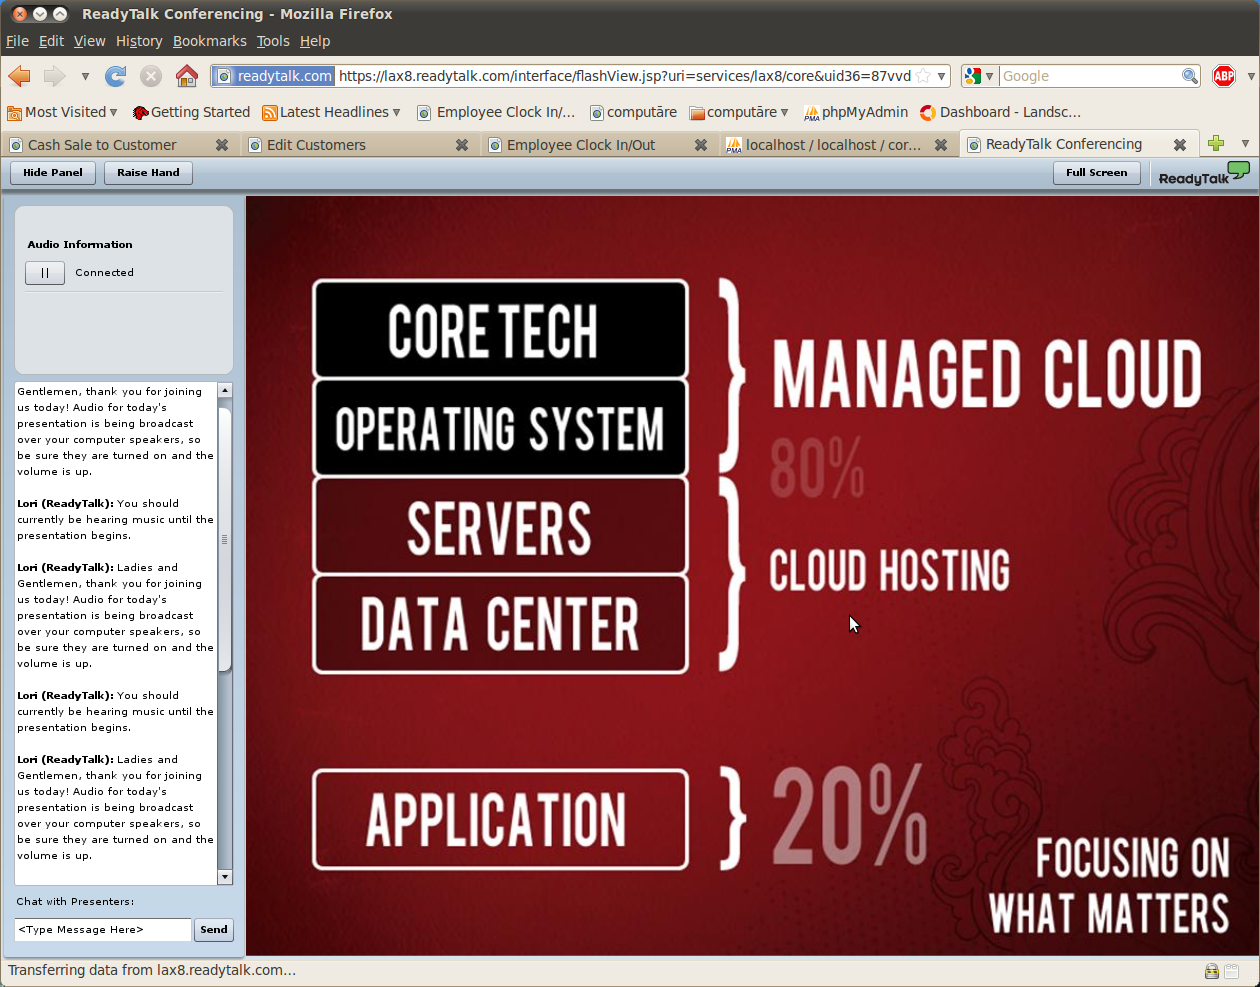 ReadyTalk Conferencing - Mozilla Firefox
File Edit View History Bookmarks Tools Help
readytalk.com https://lax8.readytalk.com/interface/flashView.jsp?uri=services/lax8/core&uid36=87vvd
Google
ABP
Most Visited
Getting Started
Latest Headlines
Employee Clock In/...
computāre
computāre
PMA phpMyAdmin
Dashboard - Landsc...
Cash Sale to Customer
Edit Customers
Employee Clock In/Out
PMA localhost / localhost / cor...
ReadyTalk Conferencing
Hide Panel
Raise Hand
Full Screen
ReadyTalk
Audio Information
Connected
Gentlemen, thank you for joining
us today! Audio for today's
presentation is being broadcast
over your computer speakers, so
be sure they are turned on and the
volume is up.
Lori (ReadyTalk): You should
currently be hearing music until the
presentation begins.
Lori (ReadyTalk): Ladies and
Gentlemen, thank you for joining
us today! Audio for today's
presentation is being broadcast
over your computer speakers, so
be sure they are turned on and the
volume is up.
Lori (ReadyTalk): You should
currently be hearing music until the
presentation begins.
Lori (ReadyTalk): Ladies and
Gentlemen, thank you for joining
us today! Audio for today's
presentation is being broadcast
over your computer speakers, so
be sure they are turned on and the
volume is up.
Chat with Presenters:
<Type Message Here>
Send
CORE TECH
OPERATING SYSTEM
MANAGED CLOUD
80%
SERVERS
DATA CENTER
CLOUD HOSTING
APPLICATION
20%
FOCUSING ON
WHAT MATTERS
Transferring data from lax8.readytalk.com...